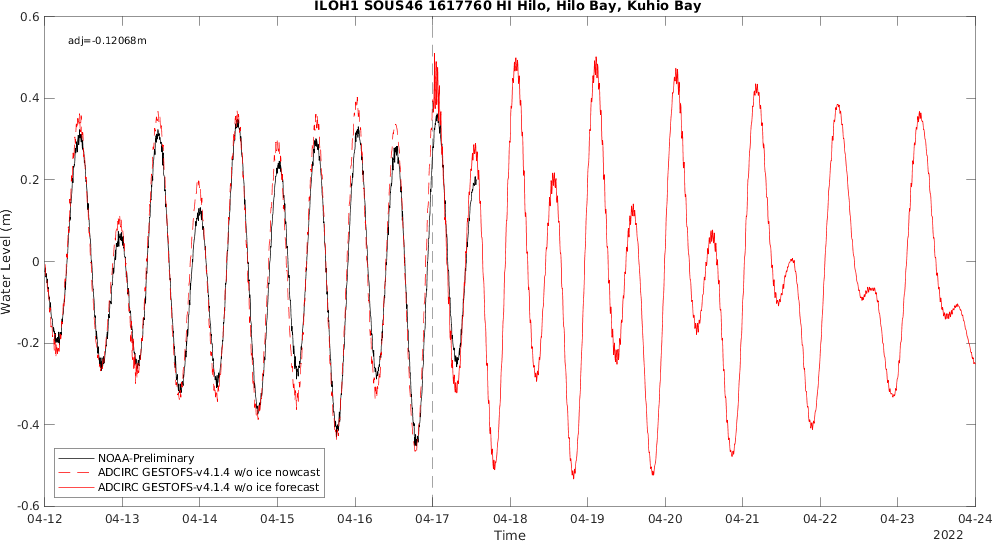 ILOH1 SOUS46 1617760 HI Hilo, Hilo Bay, Kuhio Bay
adj=-0.12068m
0.6
0.4
0.2
0
-0.2
-0.4
-0.6
Water Level (m)
NOAA-Preliminary
ADCIRC GESTOFS-v4.1.4 w/o ice nowcast
ADCIRC GESTOFS-v4.1.4 w/o ice forecast
04-12 04-13 04-14 04-15 04-16 04-17 04-18 04-19 04-20 04-21 04-22 04-23 04-24
Time
2022